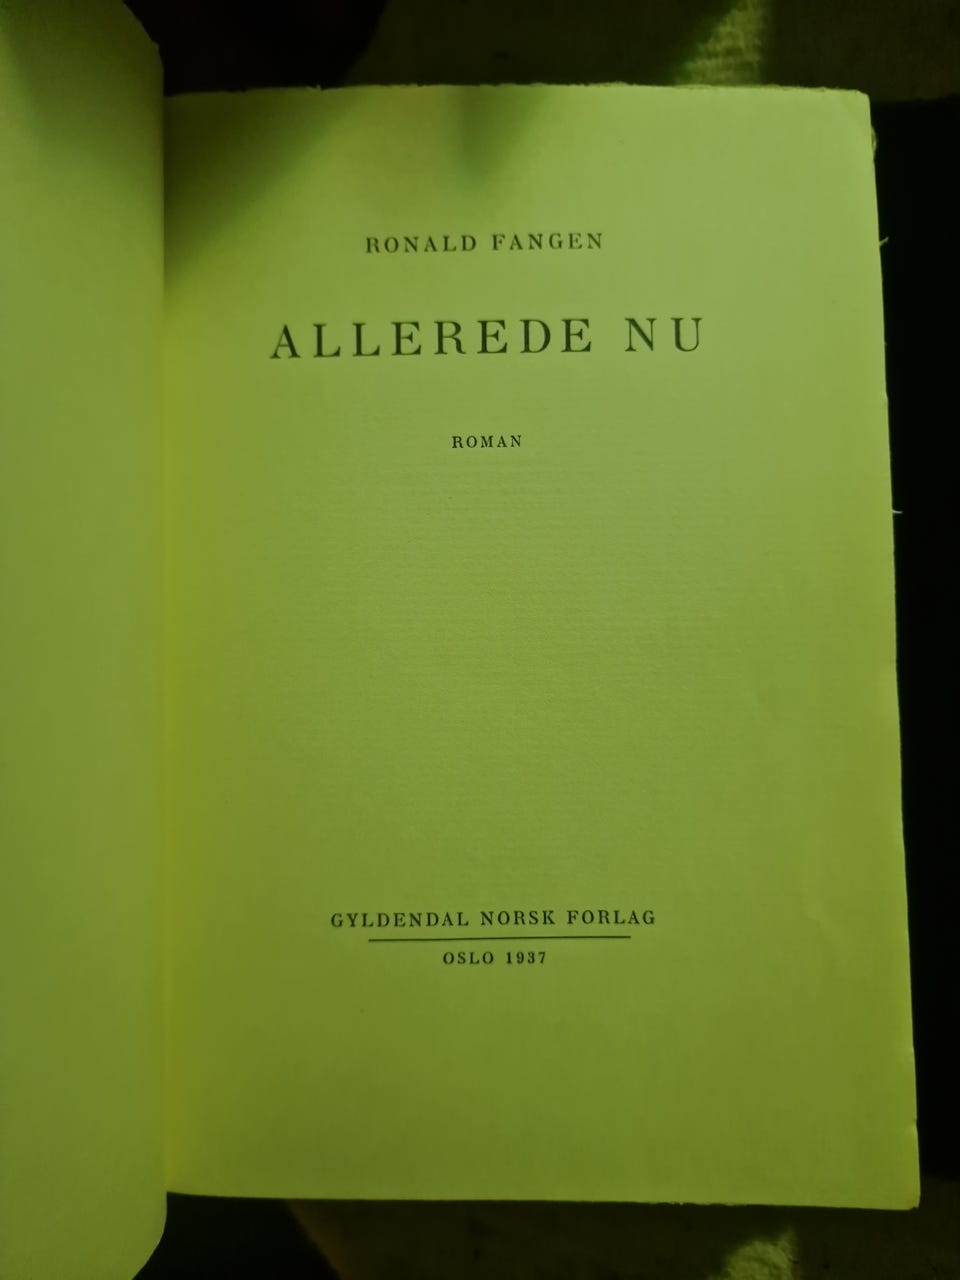 RONALD FANGEN
ALLEREDE NU
ROMAN
GYLDENDAL NORSK FORLAG
OSLO 1937